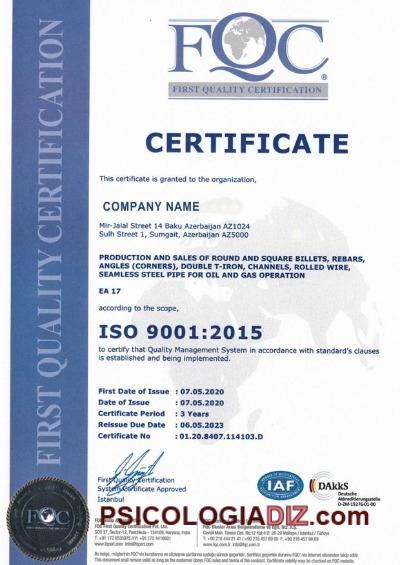 FQC
®
FIRST QUALITY CERTIFICATION
FIRST QUALITY CERTIFICATION
CERTIFICATE
This certificate is granted to the organization,
COMPANY NAME
Mir-Jalal Street 14 Baku Azerbaijan AZ1024
Sulh Street 1, Sumgait, Azerbaijan AZ5000
PRODUCTION AND SALES OF ROUND AND SQUARE BILLETS, REBARS,
ANGLES (CORNERS), DOUBLE T-IRON, CHANNELS, ROLLED WIRE,
SEAMLESS STEEL PIPE FOR OIL AND GAS OPERATION
EA 17
according to the scope,
ISO 9001:2015
to certify that Quality Management System in accordance with standard's clauses
is established and being implemented.
First Date of Issue : 07.05.2020
Date of Issue : 07.05.2020
Certificate Period : 3 Years
Reissue Due Date : 06.05.2023
Certificate No : 01.20.8407.114103.D
First Quality Certification
System Certificate Approved
Istanbul
IAF
DAkkS
Deutsche
Akkreditierungsstelle
D-ZM-19276-01-00
FQC
PSICOLOGIADIZ.com